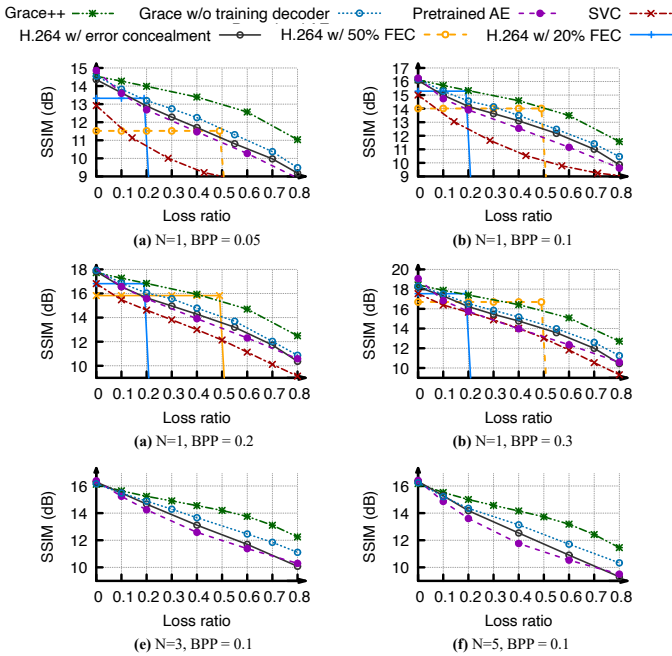 Grace++ Grace w/o training decoder Pretrained AE SVC
H.264 w/ error concealment H.264 w/ 50% FEC H.264 w/ 20% FEC
15
14
13
12
11
10
9
0 0.1 0.2 0.3 0.4 0.5 0.6 0.7 0.8
SSIM (dB)
Loss ratio
(a) N=1, BPP = 0.05
17
16
15
14
13
12
11
10
9
0 0.1 0.2 0.3 0.4 0.5 0.6 0.7 0.8
SSIM (dB)
Loss ratio
(b) N=1, BPP = 0.1
18
16
14
12
10
0 0.1 0.2 0.3 0.4 0.5 0.6 0.7 0.8
SSIM (dB)
Loss ratio
(a) N=1, BPP = 0.2
20
18
16
14
12
10
0 0.1 0.2 0.3 0.4 0.5 0.6 0.7 0.8
SSIM (dB)
Loss ratio
(b) N=1, BPP = 0.3
16
14
12
10
0 0.1 0.2 0.3 0.4 0.5 0.6 0.7 0.8
SSIM (dB)
Loss ratio
(e) N=3, BPP = 0.1
16
14
12
10
0 0.1 0.2 0.3 0.4 0.5 0.6 0.7 0.8
SSIM (dB)
Loss ratio
(f) N=5, BPP = 0.1